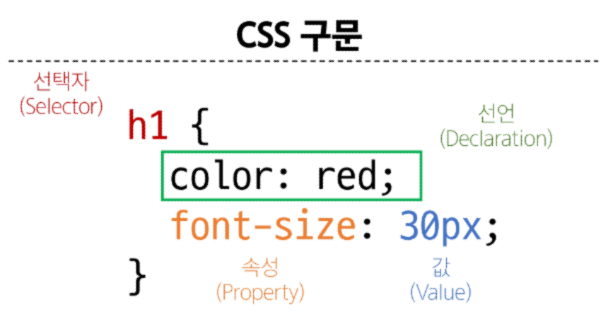 CSS 구문
선택자
(Selector)
h1 {
선언
(Declaration)
color: red;
font-size: 30px;
}
속성
(Property)
값
(Value)